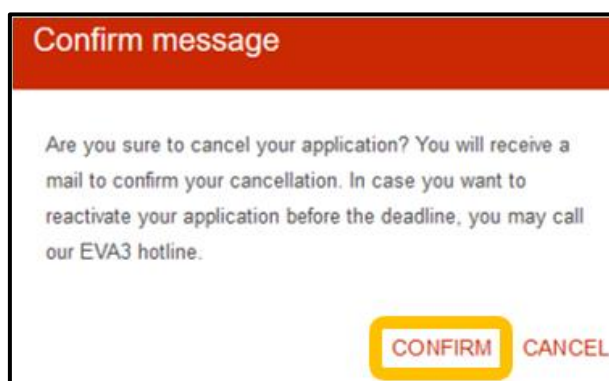 Confirm message
Are you sure to cancel your application? You will receive a
mail to confirm your cancellation. In case you want to
reactivate your application before the deadline, you may call
our EVA3 hotline.
CONFIRM CANCEL